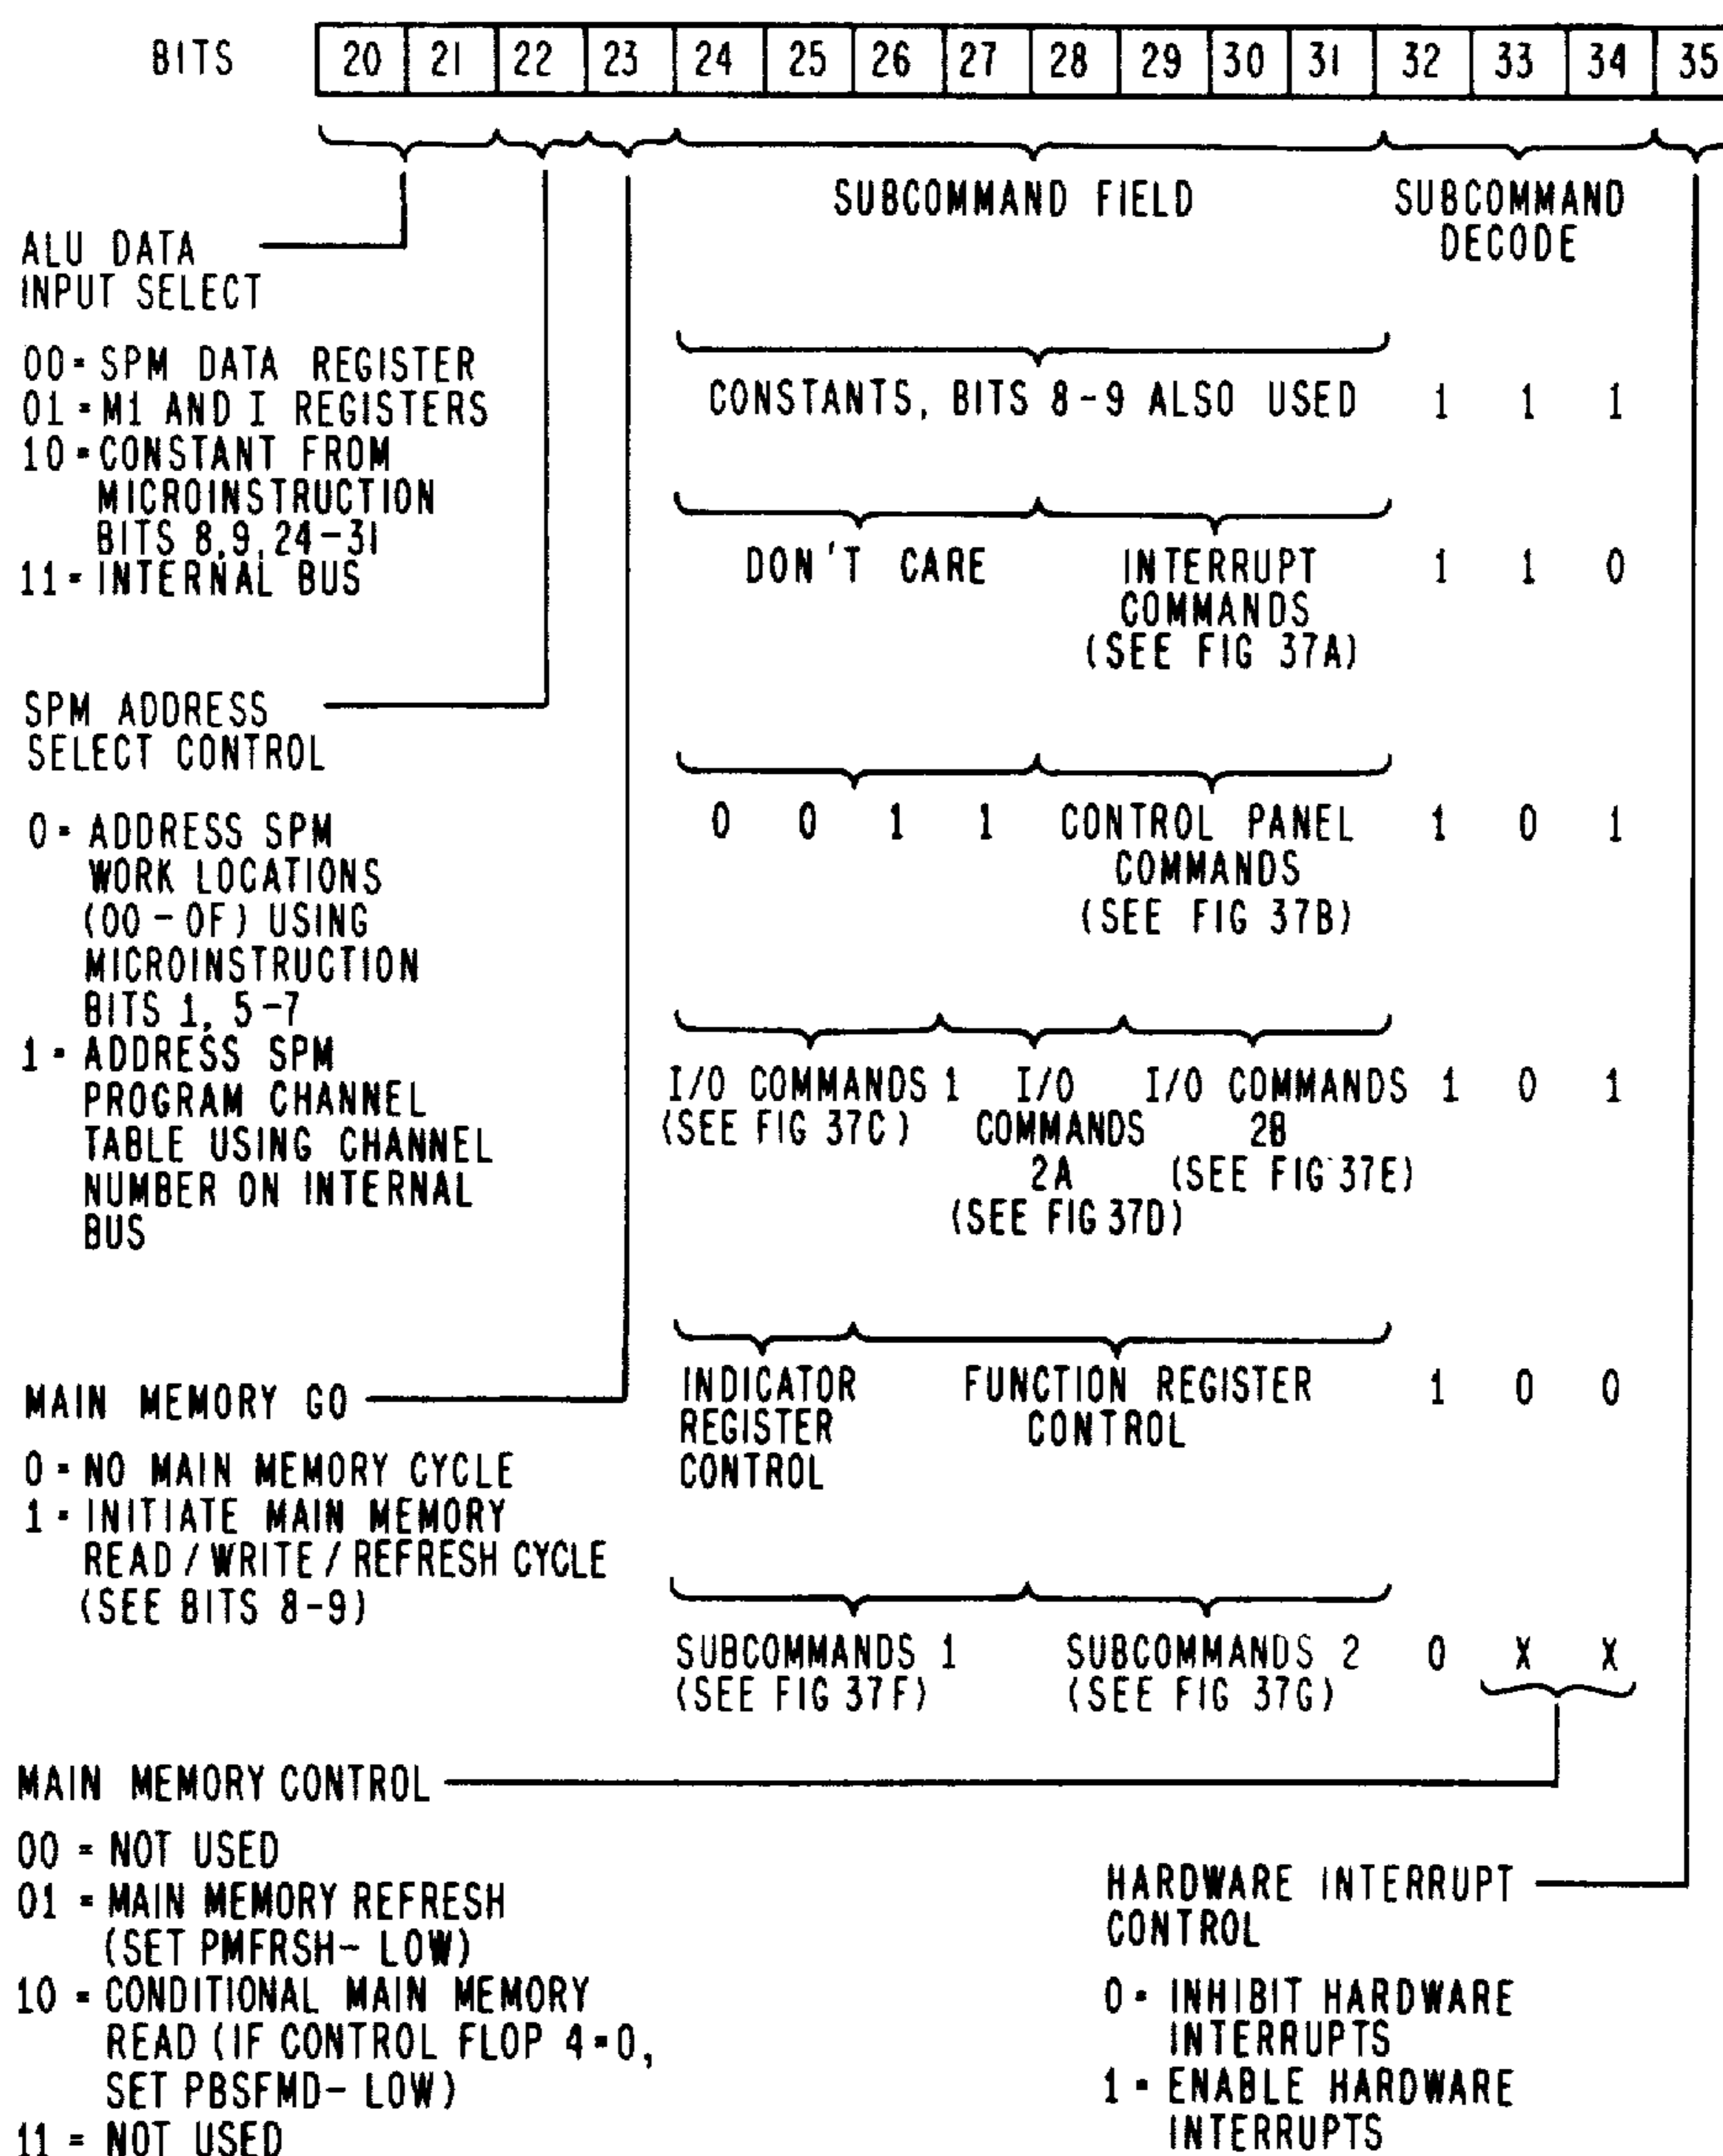 BITS 20 21 22 23 24 25 26 27 28 29 30 31 32 33 34 35
SUBCOMMAND FIELD
SUBCOMMAND
DECODE
ALU DATA
INPUT SELECT
00 = SPM DATA REGISTER
01 = M1 AND I REGISTERS
10 = CONSTANT FROM
MICROINSTRUCTION
BITS 8,9,24-31
11 = INTERNAL BUS
SPM ADDRESS
SELECT CONTROL
0 = ADDRESS SPM
WORK LOCATIONS
(00-0F) USING
MICROINSTRUCTION
BITS 1, 5-7
1 = ADDRESS SPM
PROGRAM CHANNEL
TABLE USING CHANNEL
NUMBER ON INTERNAL
BUS
MAIN MEMORY GO
0 = NO MAIN MEMORY CYCLE
1 = INITIATE MAIN MEMORY
READ / WRITE / REFRESH CYCLE
(SEE BITS 8-9)
CONSTANTS, BITS 8-9 ALSO USED 1 1 1
DON'T CARE
INTERRUPT
COMMANDS
(SEE FIG 37A)
1 1 0
0 0 1 1
CONTROL PANEL
COMMANDS
(SEE FIG 37B)
1 0 1
I/O COMMANDS 1
(SEE FIG 37C)
I/O
COMMANDS
2A
(SEE FIG 37D)
I/O COMMANDS
2B
(SEE FIG 37E)
1 0 1
INDICATOR
REGISTER
CONTROL
FUNCTION REGISTER
CONTROL
1 0 0
SUBCOMMANDS 1
(SEE FIG 37F)
SUBCOMMANDS 2
(SEE FIG 37G)
0 X X
MAIN MEMORY CONTROL
00 = NOT USED
01 = MAIN MEMORY REFRESH
(SET PMFRSH- LOW)
10 = CONDITIONAL MAIN MEMORY
READ (IF CONTROL FLOP 4=0,
SET PBSFMD- LOW)
11 = NOT USED
HARDWARE INTERRUPT
CONTROL
0 = INHIBIT HARDWARE
INTERRUPTS
1 = ENABLE HARDWARE
INTERRUPTS